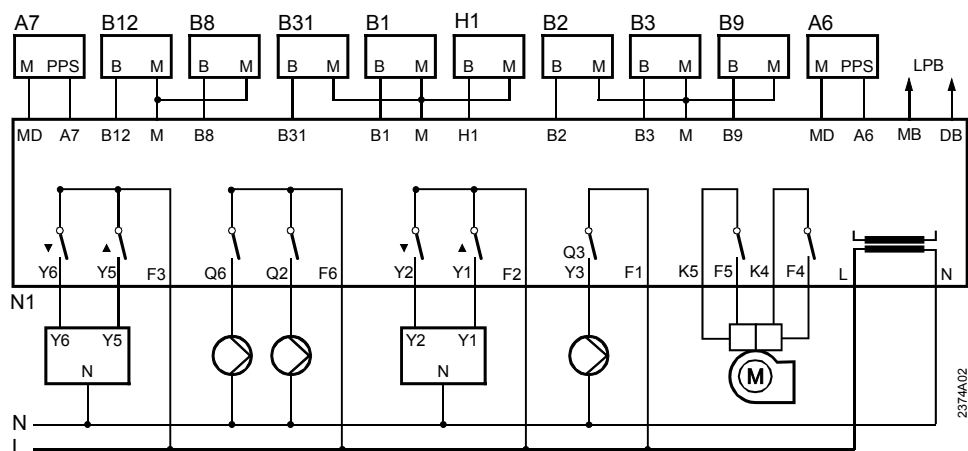 A7 B12 B8 B31 B1 H1 B2 B3 B9 A6
M PPS B M B M B M B M B M B M B M B M M PPS LPB
MD A7 B12 M B8 B31 B1 M H1 B2 B3 M B9 MD A6 MB DB
Q3
Y6 Y5 F3 Q6 Q2 F6 Y2 Y1 F2 Y3 F1 K5 F5 K4 F4 L N
N1
Y6 Y5 Y2 Y1
N N
M
N
L
2374A02